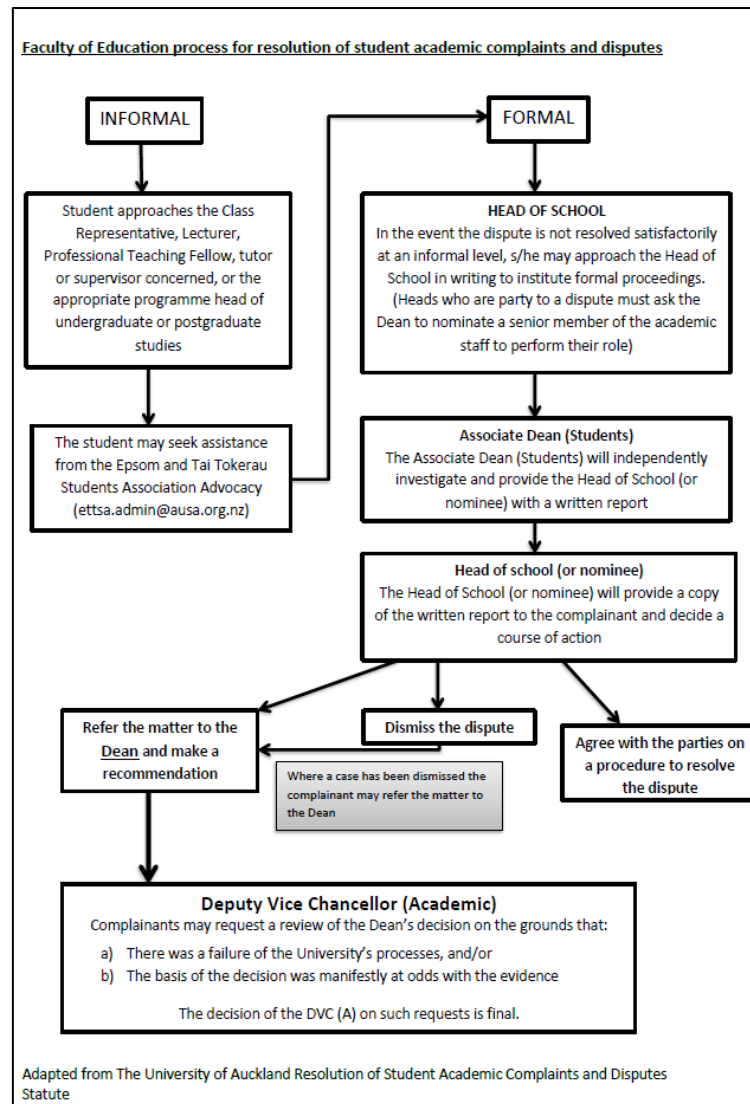 Faculty of Education process for resolution of student academic complaints and disputes
INFORMAL
FORMAL
Student approaches the Class
Representative, Lecturer,
Professional Teaching Fellow, tutor
or supervisor concerned, or the
appropriate programme head of
undergraduate or postgraduate
studies
The student may seek assistance
from the Epsom and Tai Tokerau
Students Association Advocacy
(ettsa.admin@ausa.org.nz)
HEAD OF SCHOOL
In the event the dispute is not resolved satisfactorily
at an informal level, s/he may approach the Head of
School in writing to institute formal proceedings.
(Heads who are party to a dispute must ask the
Dean to nominate a senior member of the academic
staff to perform their role)
Associate Dean (Students)
The Associate Dean (Students) will independently
investigate and provide the Head of School (or
nominee) with a written report
Head of school (or nominee)
The Head of School (or nominee) will provide a copy
of the written report to the complainant and decide a
course of action
Refer the matter to the
Dean and make a
recommendation
Dismiss the dispute
Where a case has been dismissed the
complainant may refer the matter to
the Dean
Agree with the parties on
a procedure to resolve
the dispute
Deputy Vice Chancellor (Academic)
Complainants may request a review of the Dean's decision on the grounds that:
a) There was a failure of the University's processes, and/or
b) The basis of the decision was manifestly at odds with the evidence
The decision of the DVC (A) on such requests is final.
Adapted from The University of Auckland Resolution of Student Academic Complaints and Disputes
Statute